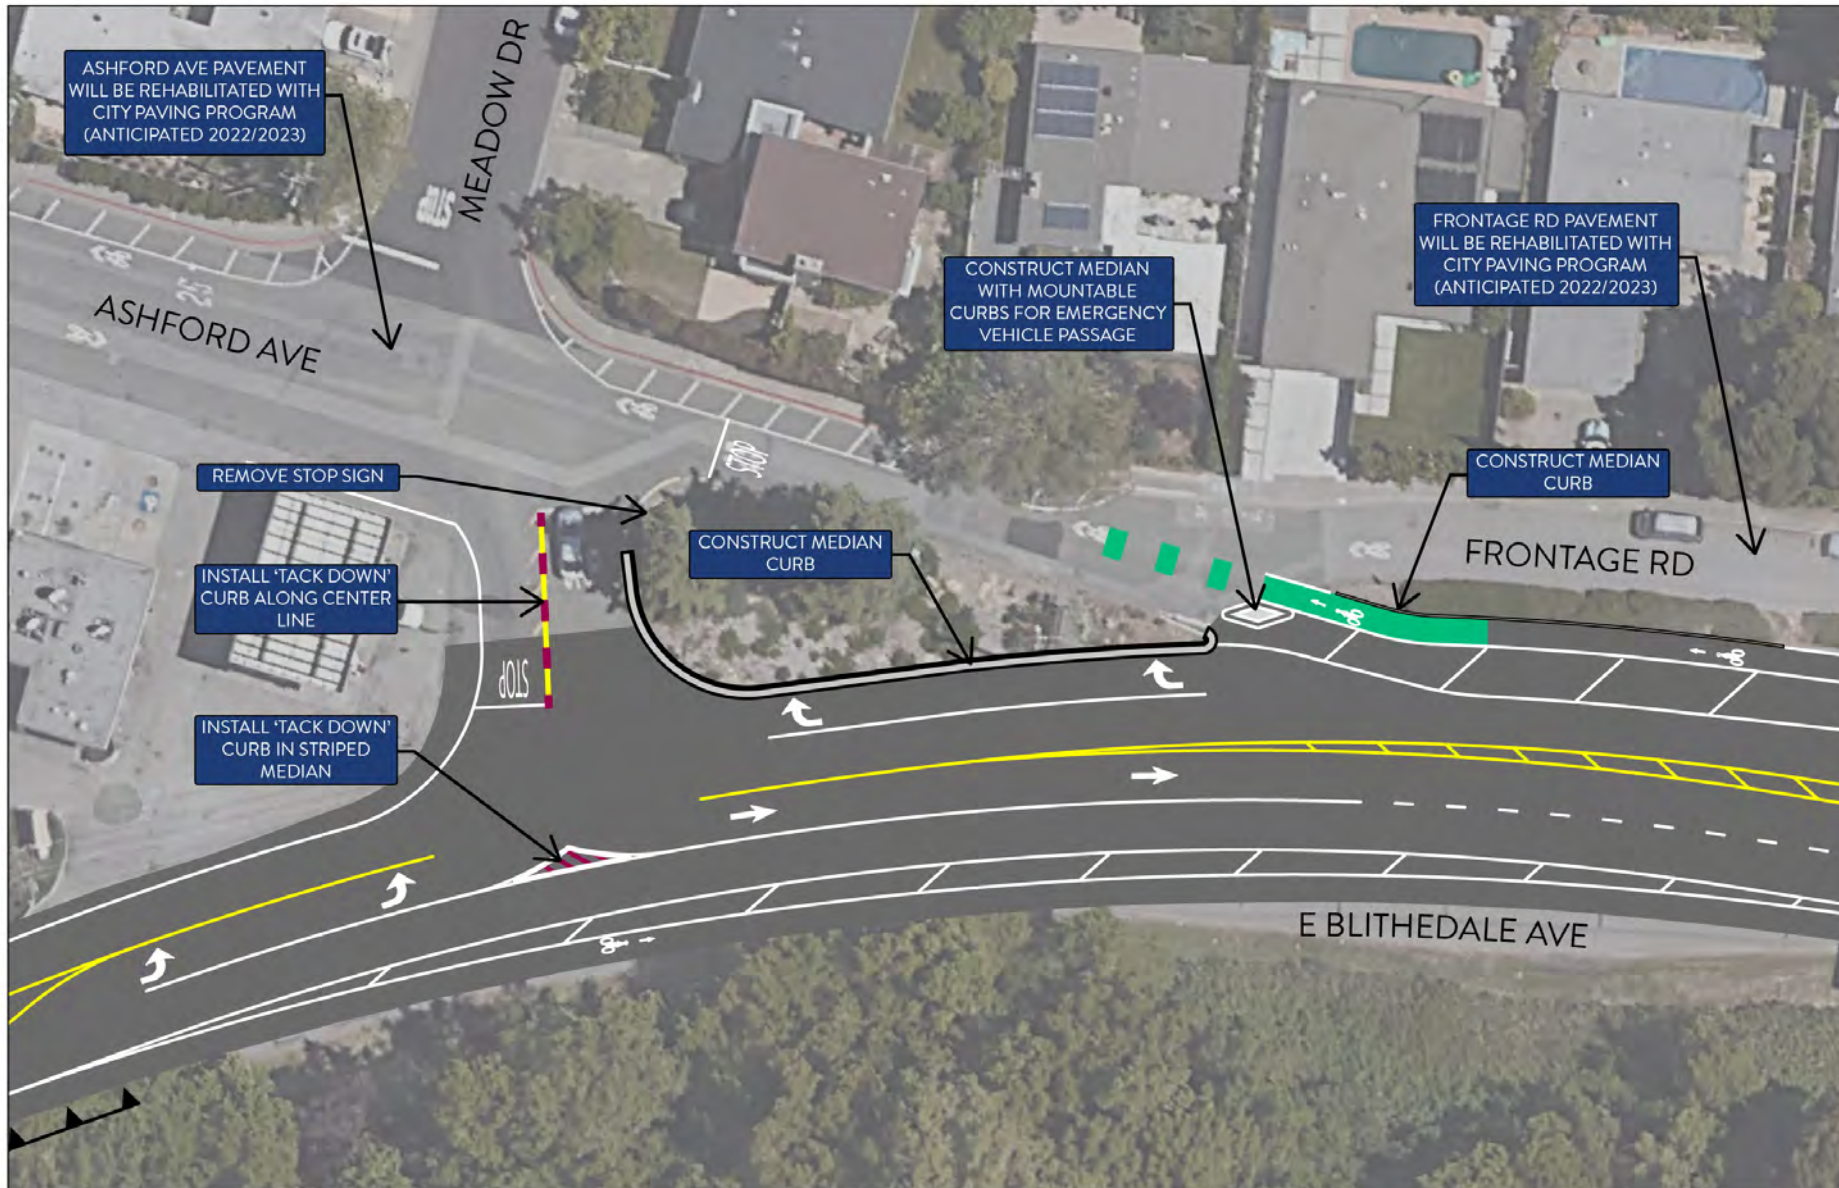 ASHFORD AVE PAVEMENT
WILL BE REHABILITATED WITH
CITY PAVING PROGRAM
(ANTICIPATED 2022/2023)
MEADOW DR
STOP
FRONTAGE RD PAVEMENT
WILL BE REHABILITATED WITH
CITY PAVING PROGRAM
(ANTICIPATED 2022/2023)
CONSTRUCT MEDIAN
WITH MOUNTABLE
CURBS FOR EMERGENCY
VEHICLE PASSAGE
25
ASHFORD AVE
STOP
REMOVE STOP SIGN
CONSTRUCT MEDIAN
CURB
CONSTRUCT MEDIAN
CURB
FRONTAGE RD
INSTALL ‘TACK DOWN’
CURB ALONG CENTER
LINE
STOP
INSTALL ‘TACK DOWN’
CURB IN STRIPED
MEDIAN
E BLITHEDALE AVE